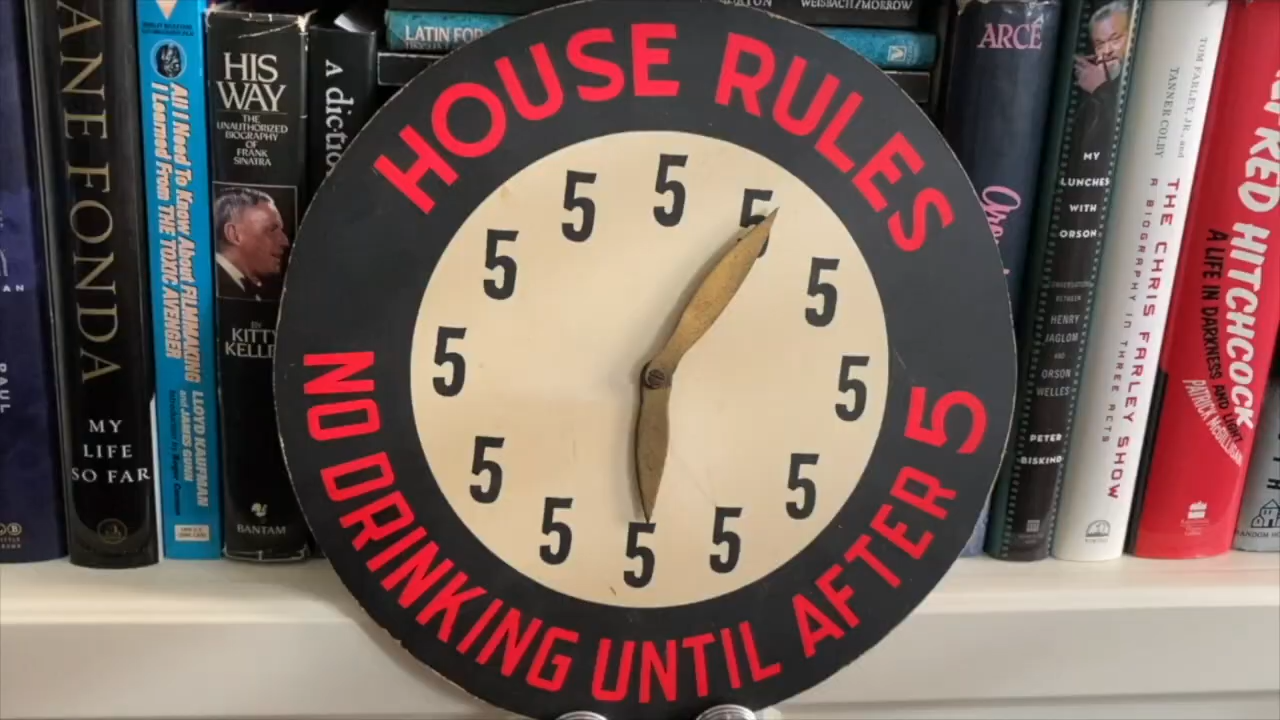 HOUSE RULES
5
5
5
5
5
5
5
5
5
5
5
5
NO DRINKING UNTIL AFTER 5
JANE FONDA
MY
LIFE
SO FAR
All I Need To Know About FILMMAKING
I Learned From THE TOXIC AVENGER
LLOYD KAUFMAN
and JAMES GUNN
HIS
WAY
THE
UNAUTHORIZED
BIOGRAPHY
OF
FRANK
SINATRA
BY
KITTY
BANTAM
A dictio
LATIN FOR
WEISBACH/MORROW
ARCE
MY
LUNCHES
WITH
ORSON
CONVERSATIONS
BETWEEN
HENRY
JAGLOM
AND
ORSON
WELLES
PETER
BISKIND
TOM FARLEY, JR., and
TANNER COLBY
THE CHRIS FARLEY SHOW
A BIOGRAPHY in THREE ACTS
HITCHCOCK
A LIFE IN DARKNESS AND LIGHT
PATRICK McGILLIGAN